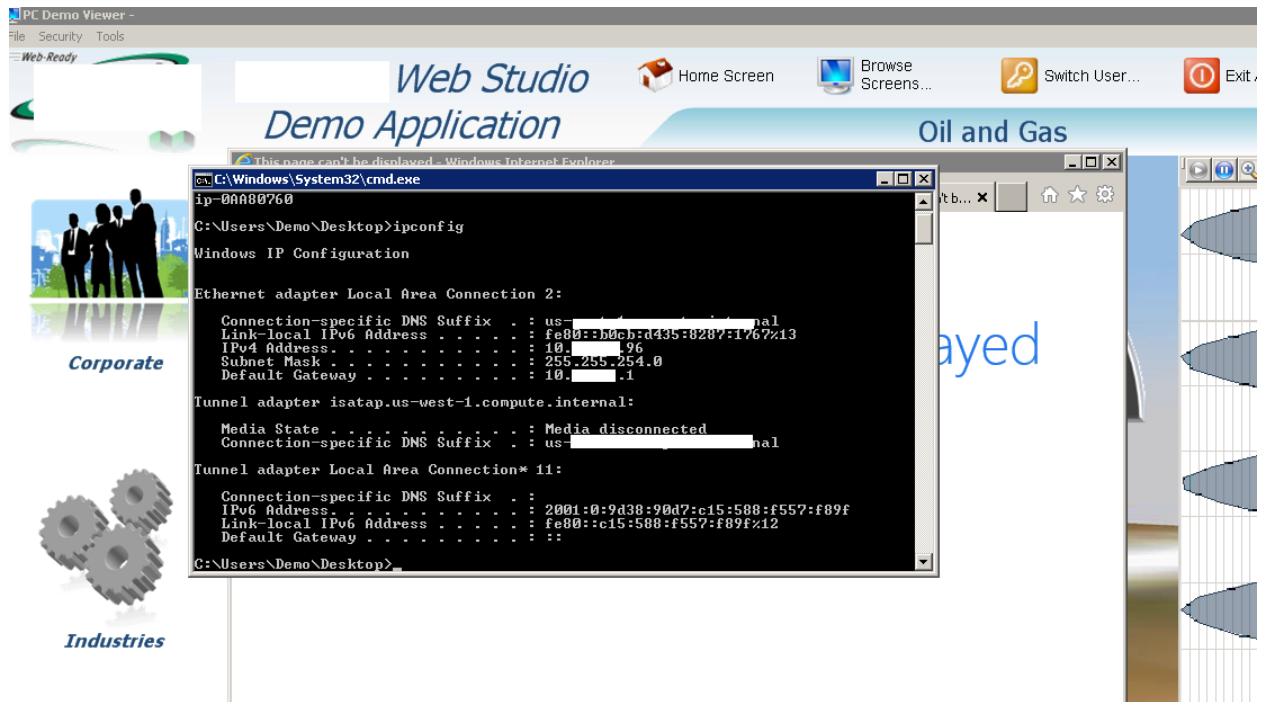 PC Demo Viewer -
File Security Tools
Web-Ready
Web Studio
Demo Application
Home Screen
Browse
Screens...
Switch User...
Exit
Oil and Gas
This page can't be displayed - Windows Internet Explorer
't b...
C:\Windows\System32\cmd.exe
ip-0AA80760
C:\Users\Demo\Desktop>ipconfig
Windows IP Configuration
Ethernet adapter Local Area Connection 2:
Connection-specific DNS Suffix . : us- nal
Link-local IPv6 Address . . . . . : fe80::b0cb:d435:8287:1767%13
IPv4 Address. . . . . . . . . . . : 10. .96
Subnet Mask . . . . . . . . . . . : 255.255.254.0
Default Gateway . . . . . . . . . : 10. .1
Tunnel adapter isatap.us-west-1.compute.internal:
Media State . . . . . . . . . . . : Media disconnected
Connection-specific DNS Suffix . : us- nal
Tunnel adapter Local Area Connection* 11:
Connection-specific DNS Suffix . :
IPv6 Address. . . . . . . . . . . : 2001:0:9d38:90d7:c15:588:f557:f89f
Link-local IPv6 Address . . . . . : fe80::c15:588:f557:f89f%12
Default Gateway . . . . . . . . . : ::
C:\Users\Demo\Desktop>_
ayed
Corporate
Industries